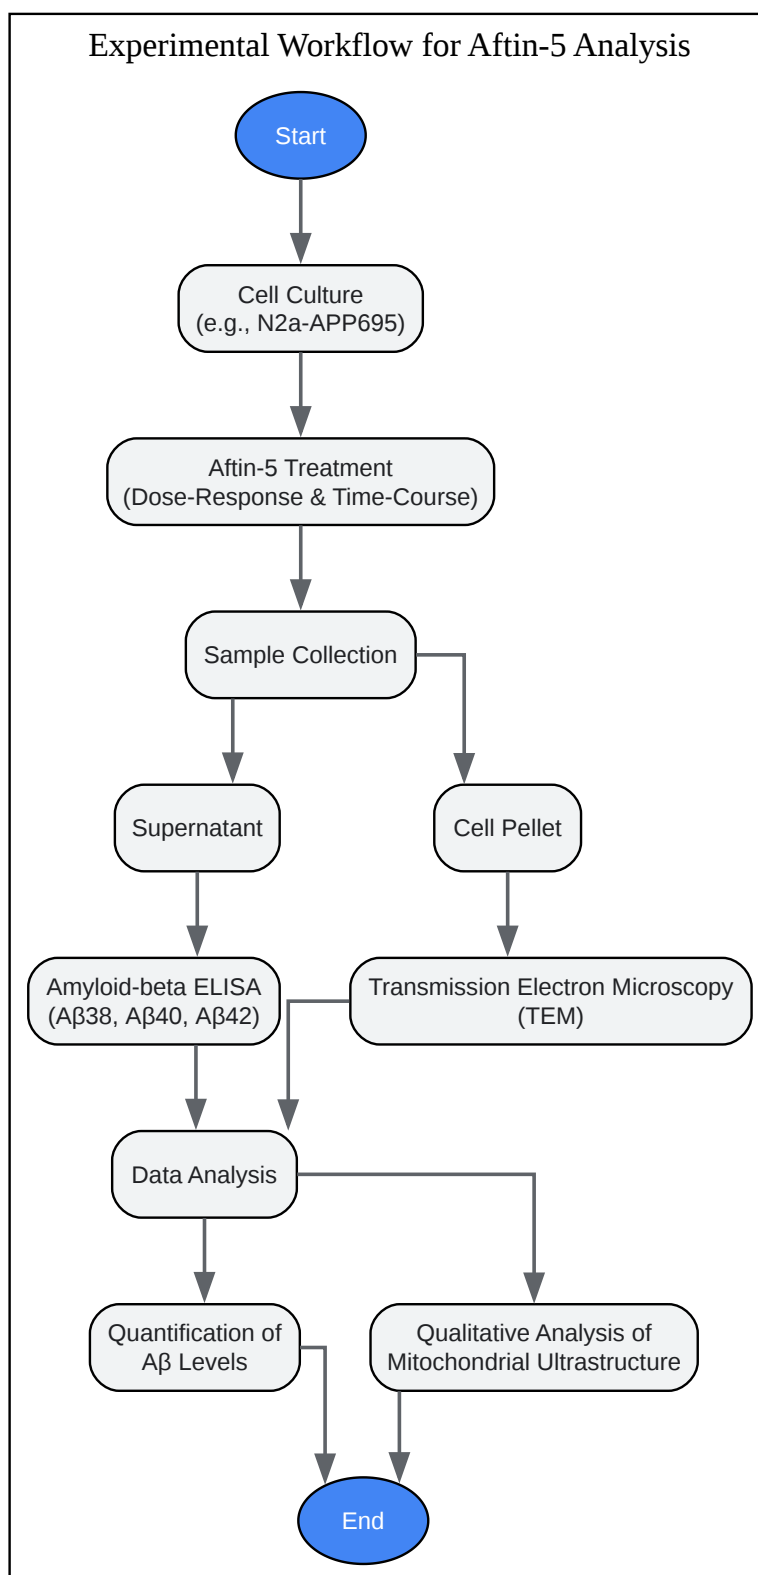 Experimental Workflow for Aftin-5 Analysis
Start
Cell Culture
(e.g., N2a-APP695)
Aftin-5 Treatment
(Dose-Response & Time-Course)
Sample Collection
Supernatant
Cell Pellet
Amyloid-beta ELISA
(Aβ38, Aβ40, Aβ42)
Transmission Electron Microscopy
(TEM)
Data Analysis
Quantification of
Aβ Levels
Qualitative Analysis of
Mitochondrial Ultrastructure
End